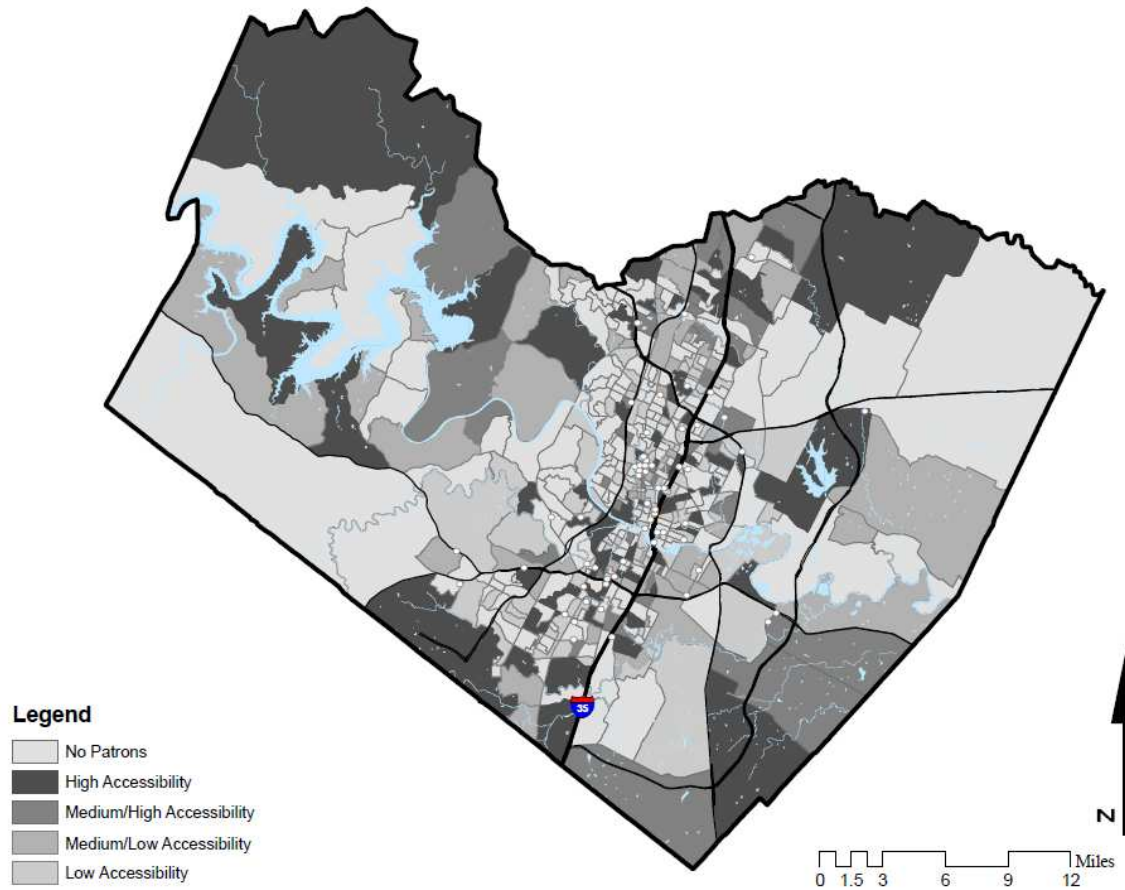 35
Legend
No Patrons
High Accessibility
Medium/High Accessibility
Medium/Low Accessibility
Low Accessibility
N
Miles
0 1.5 3 6 9 12